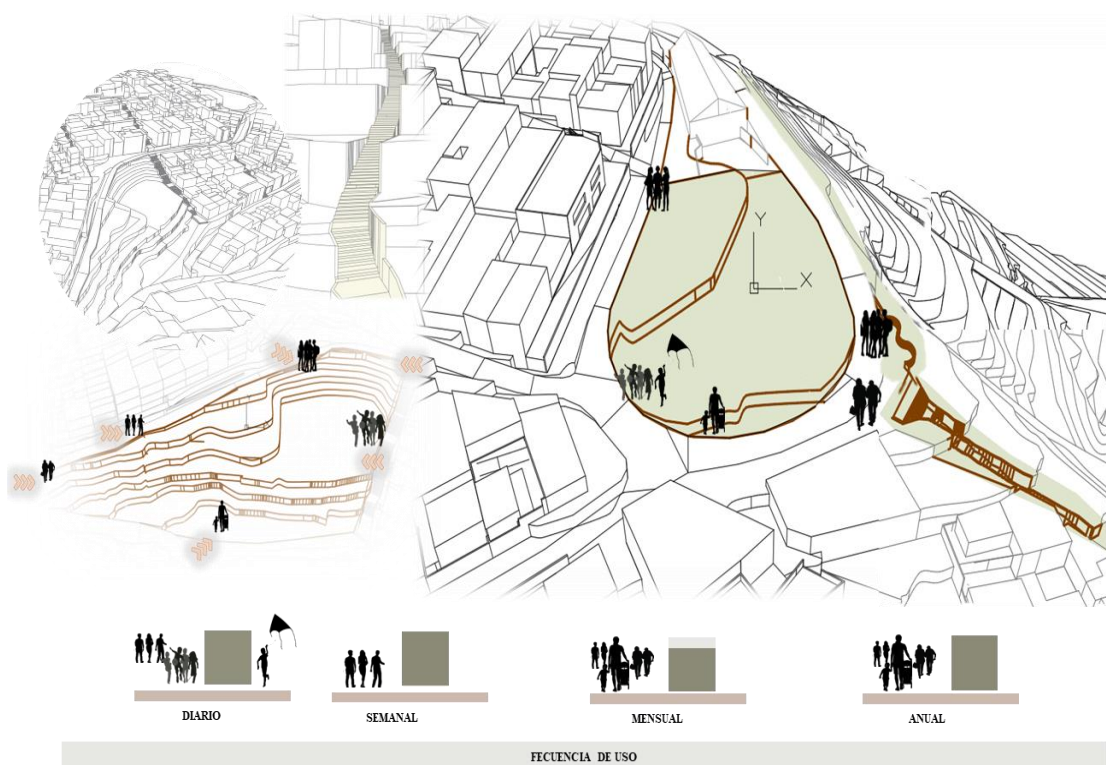 Y
X
DIARIO
SEMANAL
MENSUAL
ANUAL
FECUENCIA DE USO